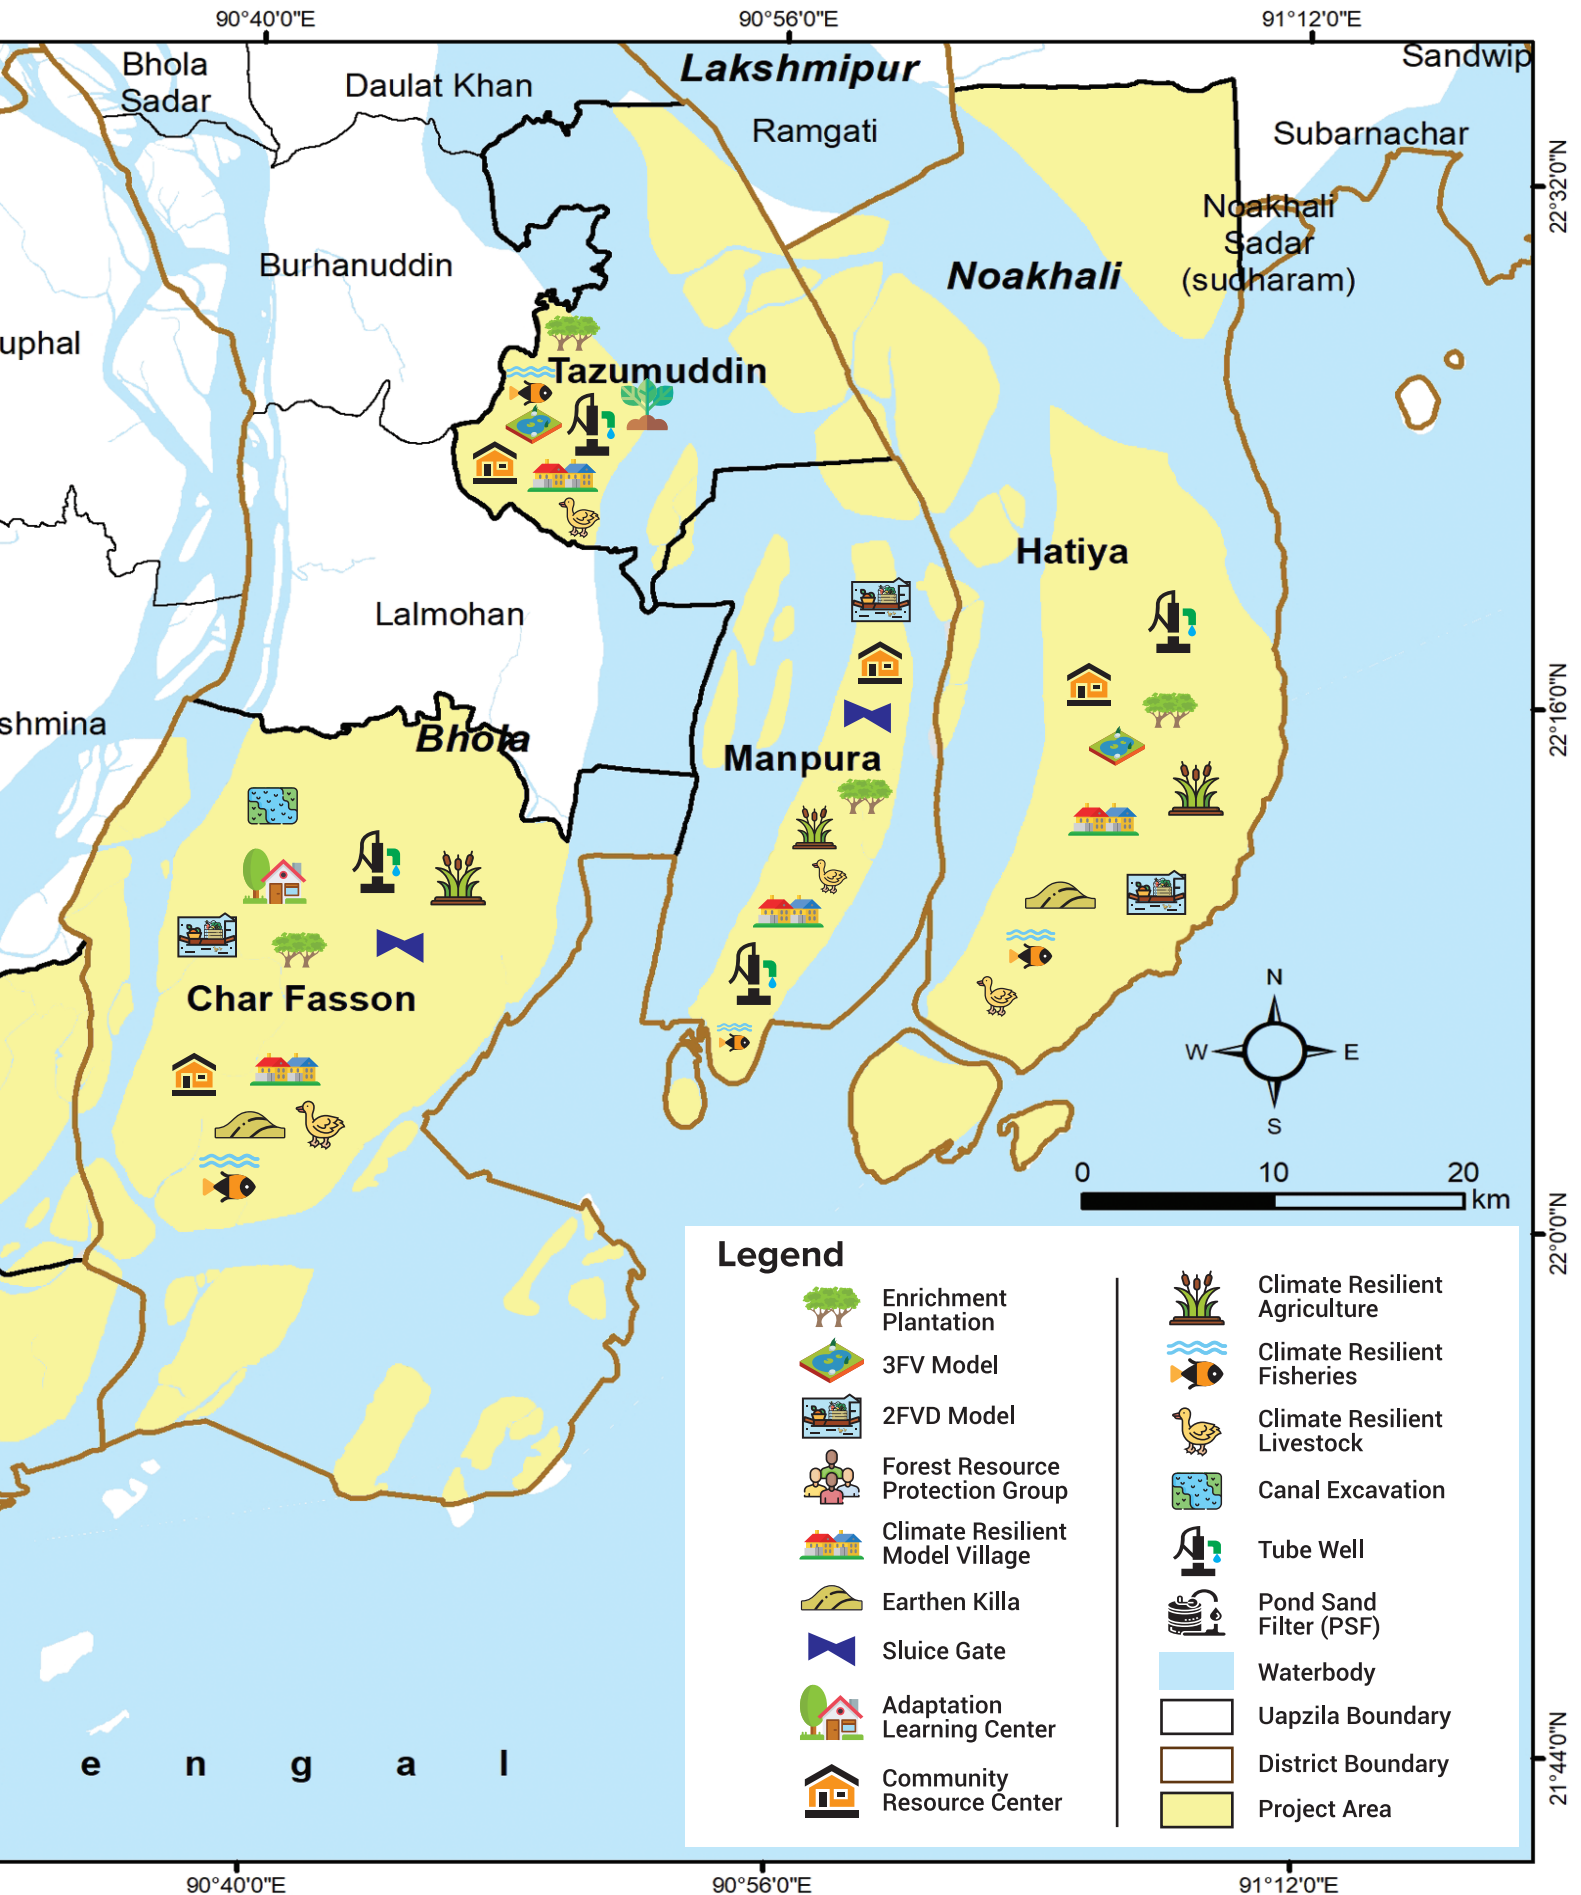 90°40'0"E
90°56'0"E
91°12'0"E
Bhola
Sadar
Daulat Khan
Lakshmipur
Ramgati
Sandwip
Subarnachar
22°32'0"N
Noakhali
Sadar
(sudharam)
Burhanuddin
Noakhali
uphal
Tazumuddin
Hatiya
Lalmohan
22°16'0"N
shmina
Bhola
Manpura
Char Fasson
N
W
E
S
0
10
20
km
22°0'0"N
Legend
Enrichment
Plantation
3FV Model
2FVD Model
Forest Resource
Protection Group
Climate Resilient
Model Village
Earthen Killa
Sluice Gate
Adaptation
Learning Center
Community
Resource Center
Climate Resilient
Agriculture
Climate Resilient
Fisheries
Climate Resilient
Livestock
Canal Excavation
Tube Well
Pond Sand
Filter (PSF)
Waterbody
Uapzila Boundary
District Boundary
Project Area
21°44'0"N
e n g a l
90°40'0"E
90°56'0"E
91°12'0"E